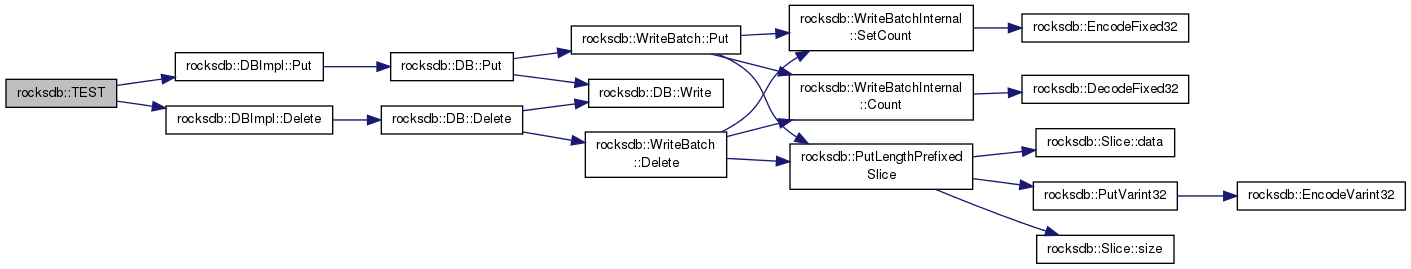 rocksdb::TEST
rocksdb::DBImpl::Put
rocksdb::DBImpl::Delete
rocksdb::DB::Put
rocksdb::DB::Delete
rocksdb::WriteBatch::Put
rocksdb::DB::Write
rocksdb::WriteBatch
::Delete
rocksdb::WriteBatchInternal
::SetCount
rocksdb::WriteBatchInternal
::Count
rocksdb::PutLengthPrefixed
Slice
rocksdb::EncodeFixed32
rocksdb::DecodeFixed32
rocksdb::Slice::data
rocksdb::PutVarint32
rocksdb::Slice::size
rocksdb::EncodeVarint32